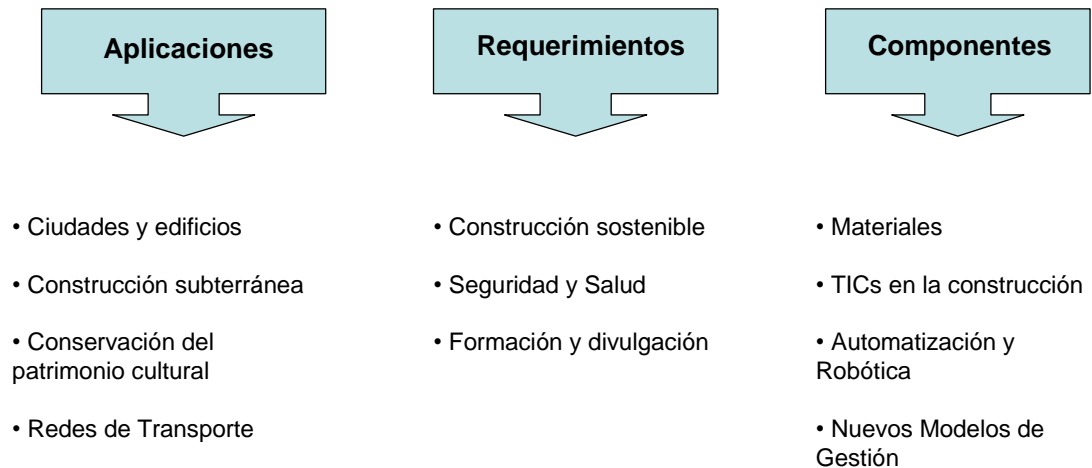 Aplicaciones
Requerimientos
Componentes
• Ciudades y edificios
• Construcción subterránea
• Conservación del
patrimonio cultural
• Redes de Transporte
• Construcción sostenible
• Seguridad y Salud
• Formación y divulgación
• Materiales
• TICs en la construcción
• Automatización y
Robótica
• Nuevos Modelos de
Gestión